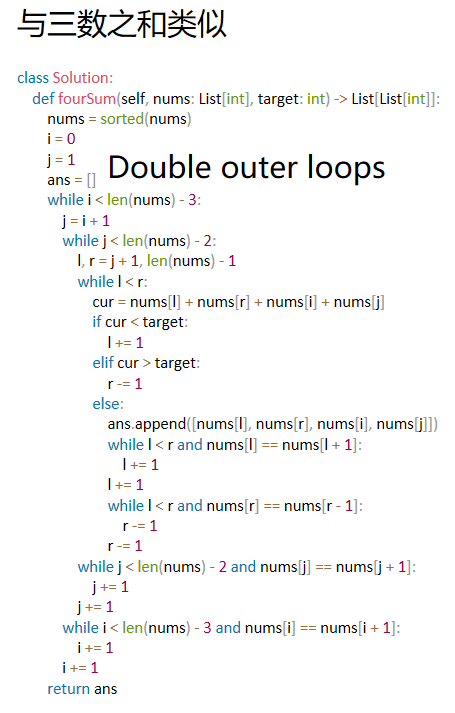 与三数之和类似
class Solution:
def fourSum(self, nums: List[int], target: int) -> List[List[int]]:
nums = sorted(nums)
i = 0
j = 1
ans = []
Double outer loops
while i < len(nums) - 3:
j = i + 1
while j < len(nums) - 2:
l, r = j + 1, len(nums) - 1
while l < r:
cur = nums[l] + nums[r] + nums[i] + nums[j]
if cur < target:
l += 1
elif cur > target:
r -= 1
else:
ans.append([nums[l], nums[r], nums[i], nums[j]])
while l < r and nums[l] == nums[l + 1]:
l += 1
l += 1
while l < r and nums[r] == nums[r - 1]:
r -= 1
r -= 1
while j < len(nums) - 2 and nums[j] == nums[j + 1]:
j += 1
j += 1
while i < len(nums) - 3 and nums[i] == nums[i + 1]:
i += 1
i += 1
return ans